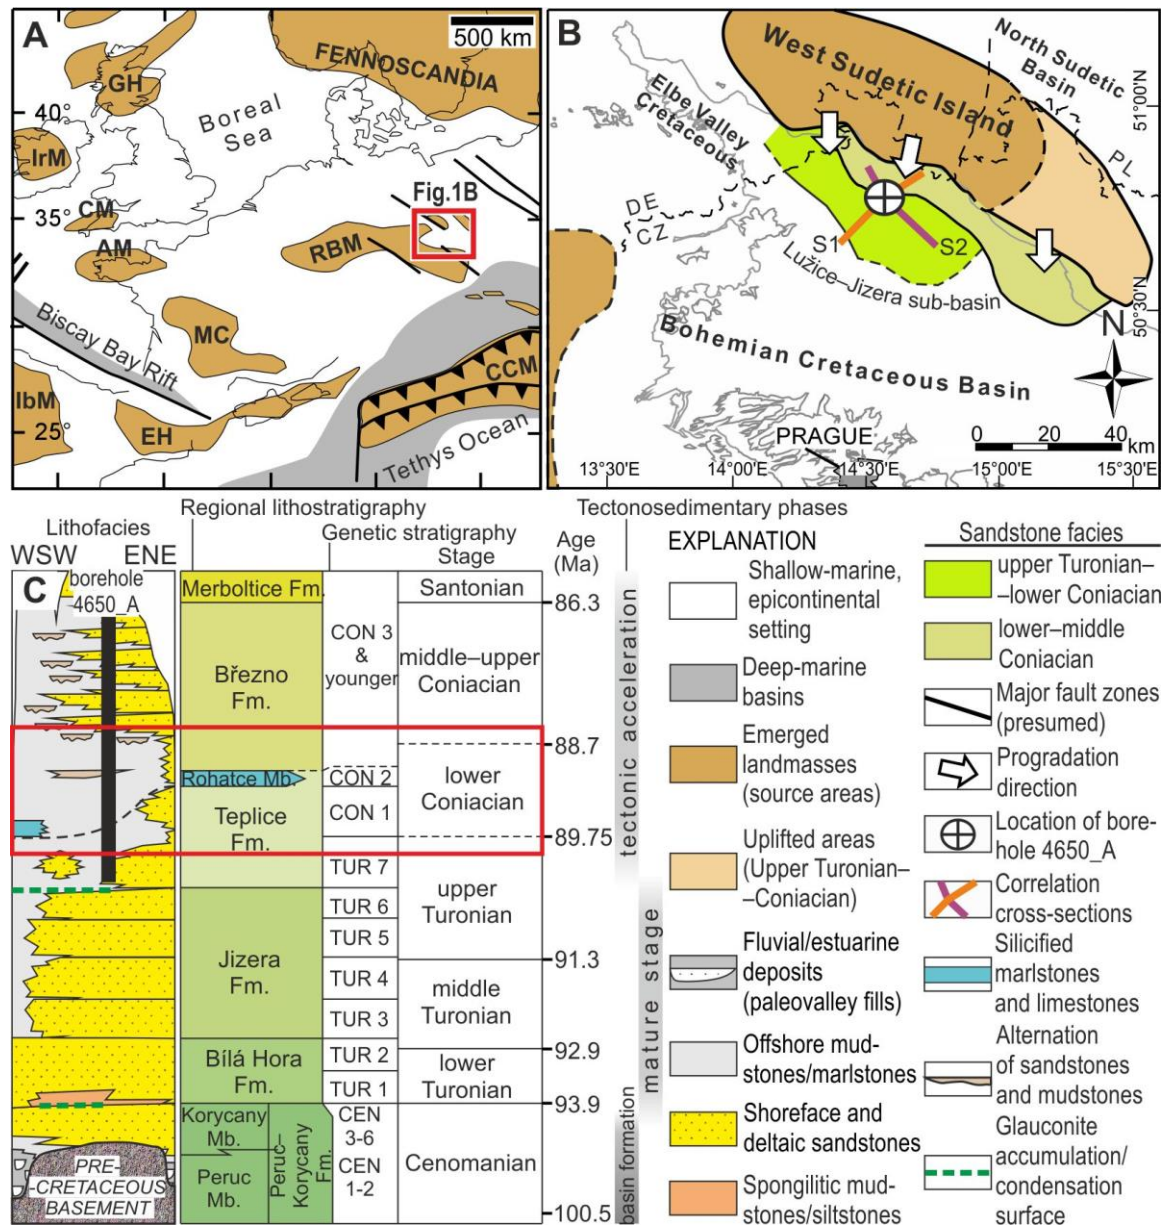 A
500 km
FENNOSCANDIA
GH
40°
Boreal
Sea
IrM
Fig.1B
CM
35°
AM
RBM
Biscay Bay Rift
MC
CCM
IbM
EH
25°
Tethys Ocean
B
West Sudetic Island
North Sudetic
Basin
Elbe Valley
Cretaceous
51°00'N
PL
DE
CZ
S1
S2
Lužice–Jizera sub-basin
50°30'
N
Bohemian Cretaceous Basin
PRAGUE
0 20 40
km
13°30'E
14°00'E
14°30'E
15°00'E
15°30'E
Regional lithostratigraphy
Tectonosedimentary phases
Lithofacies
Genetic stratigraphy
WSW ENE
Stage
Age
(Ma)
C
borehole
4650_A
Merboltice Fm.
Santonian
86.3
Březno
Fm.
CON 3
&
younger
middle–upper
Coniacian
88.7
Rohatce Mb.
CON 2
lower
Coniacian
Teplice
Fm.
CON 1
89.75
TUR 7
upper
Turonian
TUR 6
TUR 5
91.3
Jizera
Fm.
TUR 4
middle
Turonian
TUR 3
92.9
Bílá Hora
Fm.
TUR 2
lower
Turonian
TUR 1
93.9
Korycany
Mb.
Peruc
Mb.
Peruc–
Korycany
Fm.
CEN
3-6
CEN
1-2
Cenomanian
100.5
PRE-
-CRETACEOUS
BASEMENT
tectonic acceleration
mature stage
basin formation
EXPLANATION
Shallow-marine,
epicontinental
setting
Deep-marine
basins
Emerged
landmasses
(source areas)
Uplifted areas
(Upper Turonian–
–Coniacian)
Fluvial/estuarine
deposits
(paleovalley fills)
Offshore mud-
stones/marlstones
Shoreface and
deltaic sandstones
Spongilitic mud-
stones/siltstones
Sandstone facies
upper Turonian–
–lower Coniacian
lower–middle
Coniacian
Major fault zones
(presumed)
Progradation
direction
Location of bore-
hole 4650_A
Correlation
cross-sections
Silicified
marlstones
and limestones
Alternation
of sandstones
and mudstones
Glauconite
accumulation/
condensation
surface